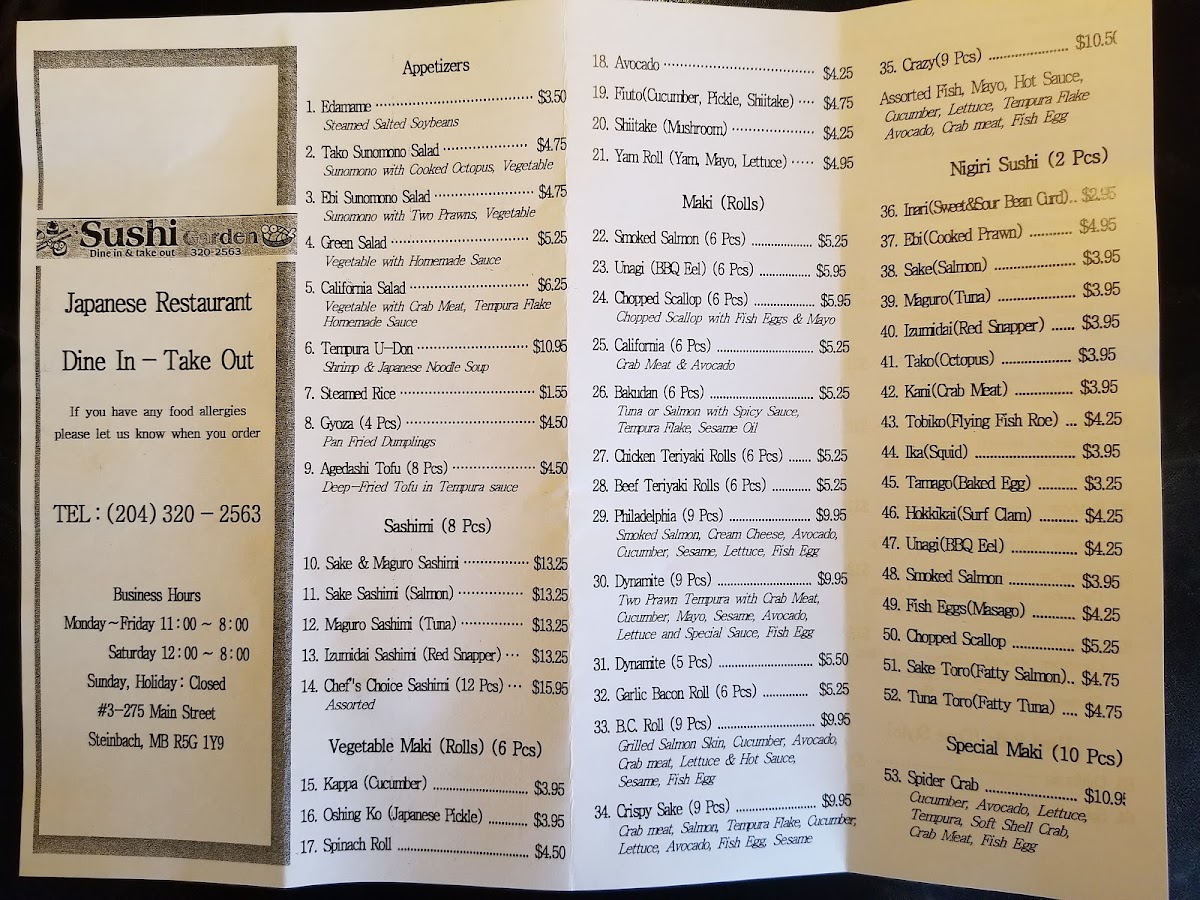 Sushi Garden
Dine in & take out 320-2563
Japanese Restaurant
Dine In - Take Out
If you have any food allergies
please let us know when you order
TEL : (204) 320 - 2563
Business Hours
Monday~Friday 11:00 ~ 8:00
Saturday 12:00 ~ 8:00
Sunday, Holiday: Closed
#3-275 Main Street
Steinbach, MB R5G 1Y9
Appetizers
1. Edamame $3.50
Steamed Salted Soybeans
2. Tako Sunomono Salad $4.75
Sunomono with Cooked Octopus, Vegetable
3. Ebi Sunomono Salad $4.75
Sunomono with Two Prawns, Vegetable
4. Green Salad $5.25
Vegetable with Homemade Sauce
5. California Salad $6.25
Vegetable with Crab Meat, Tempura Flake
Homemade Sauce
6. Tempura U-Don $10.95
Shrimp & Japanese Noodle Soup
7. Steamed Rice $1.55
8. Gyoza (4 Pcs) $4.50
Pan Fried Dumplings
9. Agedashi Tofu (8 Pcs) $4.50
Deep-Fried Tofu in Tempura sauce
Sashimi (8 Pcs)
10. Sake & Maguro Sashimi $13.25
11. Sake Sashimi (Salmon) $13.25
12. Maguro Sashimi (Tuna) $13.25
13. Izumidai Sashimi (Red Snapper) $13.25
14. Chef"s Choice Sashimi (12 Pcs) $15.95
Assorted
Vegetable Maki (Rolls) (6 Pcs)
15. Kappa (Cucumber) $3.95
16. Oshing Ko (Japanese Pickle) $3.95
17. Spinach Roll $4.50
18. Avocado $4.25
19. Fiuto(Cucumber, Pickle, Shiitake) $4.75
20. Shiitake (Mushroom) $4.25
21. Yam Roll (Yam, Mayo, Lettuce) $4.95
Maki (Rolls)
22. Smoked Salmon (6 Pcs) $5.25
23. Unagi (BBQ Eel) (6 Pcs) $5.95
24. Chopped Scallop (6 Pcs) $5.95
Chopped Scallop with Fish Eggs & Mayo
25. California (6 Pcs) $5.25
Crab Meat & Avocado
26. Bakudan (6 Pcs) $5.25
Tuna or Salmon with Spicy Sauce,
Tempura Flake, Sesame Oil
27. Chicken Teriyaki Rolls (6 Pcs) $5.25
28. Beef Teriyaki Rolls (6 Pcs) $5.25
29. Philadelphia (9 Pcs) $9.95
Smoked Salmon, Cream Cheese, Avocado,
Cucumber, Sesame, Lettuce, Fish Egg
30. Dynamite (9 Pcs) $9.95
Two Prawn Tempura with Crab Meat,
Cucumber, Mayo, Sesame, Avocado,
Lettuce and Special Sauce, Fish Egg
31. Dynamite (5 Pcs) $5.50
32. Garlic Bacon Roll (6 Pcs) $5.25
33. B.C. Roll (9 Pcs) $9.95
Grilled Salmon Skin, Cucumber, Avocado,
Crab meat, Lettuce & Hot Sauce,
Sesame, Fish Egg
34. Crispy Sake (9 Pcs) $9.95
Crab meat, Salmon, Tempura Flake, Cucumber,
Lettuce, Avocado, Fish Egg, Sesame
35. Crazy(9 Pcs) $10.50
Assorted Fish, Mayo, Hot Sauce,
Cucumber, Lettuce, Tempura Flake
Avocado, Crab meat, Fish Egg
Nigiri Sushi (2 Pcs)
36. Inari(Sweet&Sour Bean Curd).. $2.95
37. Ebi(Cooked Prawn) $4.95
38. Sake(Salmon) $3.95
39. Maguro(Tuna) $3.95
40. Izumidai(Red Snapper) $3.95
41. Tako(Octopus) $3.95
42. Kani(Crab Meat) $3.95
43. Tobiko(Flying Fish Roe) $4.25
44. Ika(Squid) $3.95
45. Tamago(Baked Egg) $3.25
46. Hokkikai(Surf Clam) $4.25
47. Unagi(BBQ Eel) $4.25
48. Smoked Salmon $3.95
49. Fish Eggs(Masago) $4.25
50. Chopped Scallop $5.25
51. Sake Toro(Fatty Salmon).. $4.75
52. Tuna Toro(Fatty Tuna) $4.75
Special Maki (10 Pcs)
53. Spider Crab $10.95
Cucumber, Avocado, Lettuce,
Tempura, Soft Shell Crab,
Crab Meat, Fish Egg